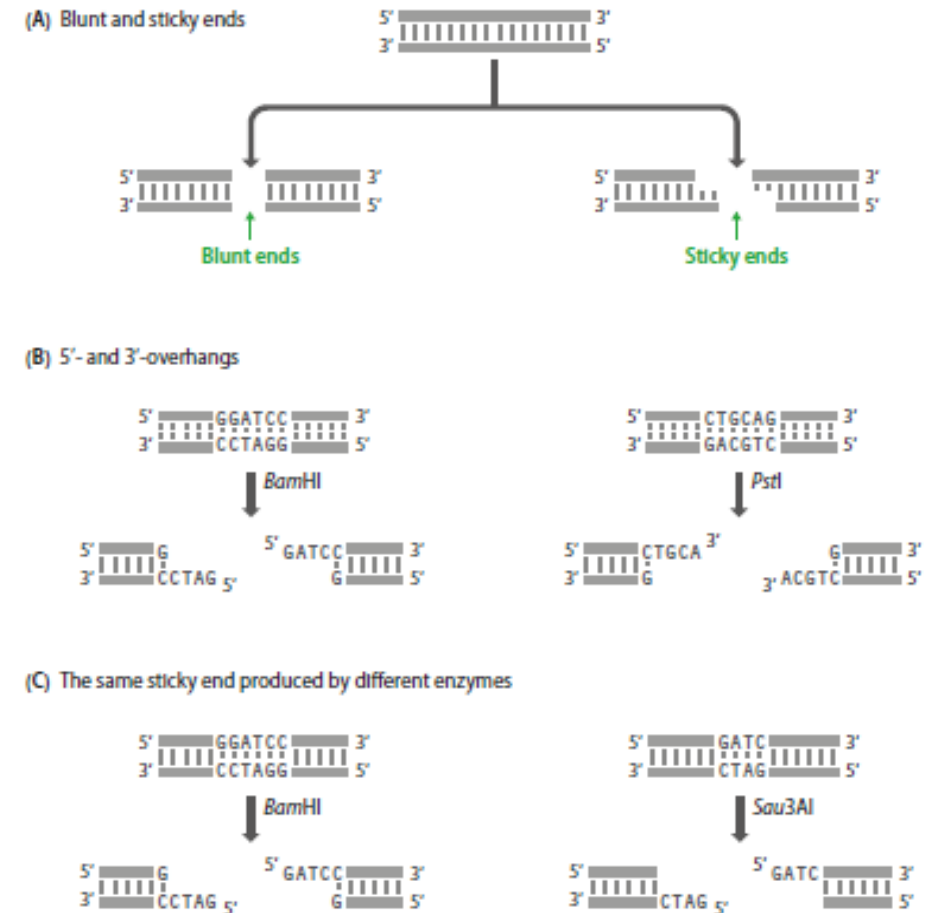 (A) Blunt and sticky ends
5′ 3′
3′ 5′
5′ 3′ 5′ 3′
3′ 5′ 3′ 5′
Blunt ends Sticky ends
(B) 5′- and 3′-overhangs
5′ GGATCC 3′ 5′ CTGCAG 3′
3′ CCTAGG 5′ 3′ GACGTC 5′
BamHI PstI
5′ G 5′ GATCC 3′ 5′ CTGCA 3′ G 3′
3′ CCTAG 5′ G 5′ 3′ G 3′ ACGTC 5′
(C) The same sticky end produced by different enzymes
5′ GGATCC 3′ 5′ GATC 3′
3′ CCTAGG 5′ 3′ CTAG 5′
BamHI Sau3AI
5′ G 5′ GATCC 3′ 5′ 5′ GATC 3′
3′ CCTAG 5′ G 5′ 3′ CTAG 5′ 5′